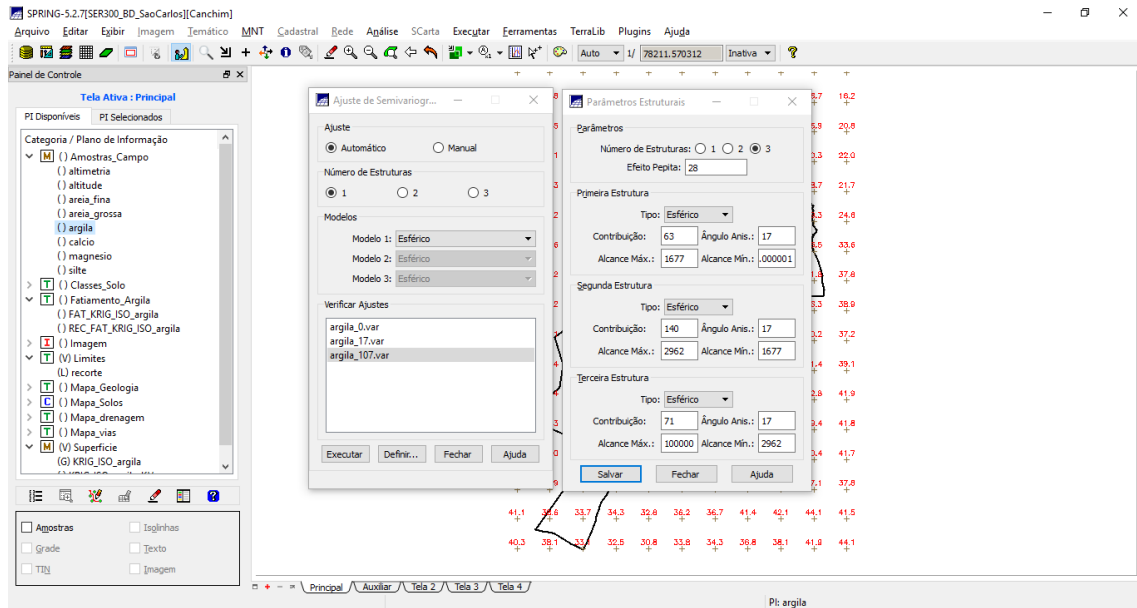 SPRING-5.2.7[SER300_BD_SaoCarlos][Canchim]
Arquivo Editar Exibir Imagem Temático MNT Cadastral Rede Análise SCarta Executar Ferramentas TerraLib Plugins Ajuda
Auto 1/ 78211.570312 Inativa
Painel de Controle
Tela Ativa : Principal
PI Disponíveis PI Selecionados
Categoria / Plano de Informação
M () Amostras_Campo
() altimetria
() altitude
() areia_fina
() areia_grossa
() argila
() calcio
() magnesio
() silte
T () Classes_Solo
T () Fatiamento_Argila
() FAT_KRIG_ISO_argila
() REC_FAT_KRIG_ISO_argila
I () Imagem
T (V) Limites
(L) recorte
T () Mapa_Geologia
C () Mapa_Solos
T () Mapa_drenagem
T () Mapa_vias
M (V) Superficie
(G) KRIG_ISO_argila
Amostras Isolinhas
Grade Texto
TIN Imagem
Ajuste de Semivariogr...
Ajuste
Automático Manual
Número de Estruturas
1 2 3
Modelos
Modelo 1: Esférico
Modelo 2: Esférico
Modelo 3: Esférico
Verificar Ajustes
argila_0.var
argila_17.var
argila_107.var
Executar Definir... Fechar Ajuda
Parâmetros Estruturais
Parâmetros
Número de Estruturas: 1 2 3
Efeito Pepita: 28
Primeira Estrutura
Tipo: Esférico
Contribuição: 63 Ângulo Anis.: 17
Alcance Máx.: 1677 Alcance Mín.: .000001
Segunda Estrutura
Tipo: Esférico
Contribuição: 140 Ângulo Anis.: 17
Alcance Máx.: 2962 Alcance Mín.: 1677
Terceira Estrutura
Tipo: Esférico
Contribuição: 71 Ângulo Anis.: 17
Alcance Máx.: 100000 Alcance Mín.: 2962
Salvar Fechar Ajuda
16.2
20.8
22.0
21.7
24.6
33.6
37.6
38.9
37.2
39.1
41.9
41.8
41.7
37.8
41.1 33.7 34.3 32.6 36.2 36.7 41.4 42.1 44.1 41.5
40.3 38.1 32.5 30.8 33.8 34.3 36.8 38.1 41.9 44.1
Principal Auxiliar Tela 2 Tela 3 Tela 4
PI: argila